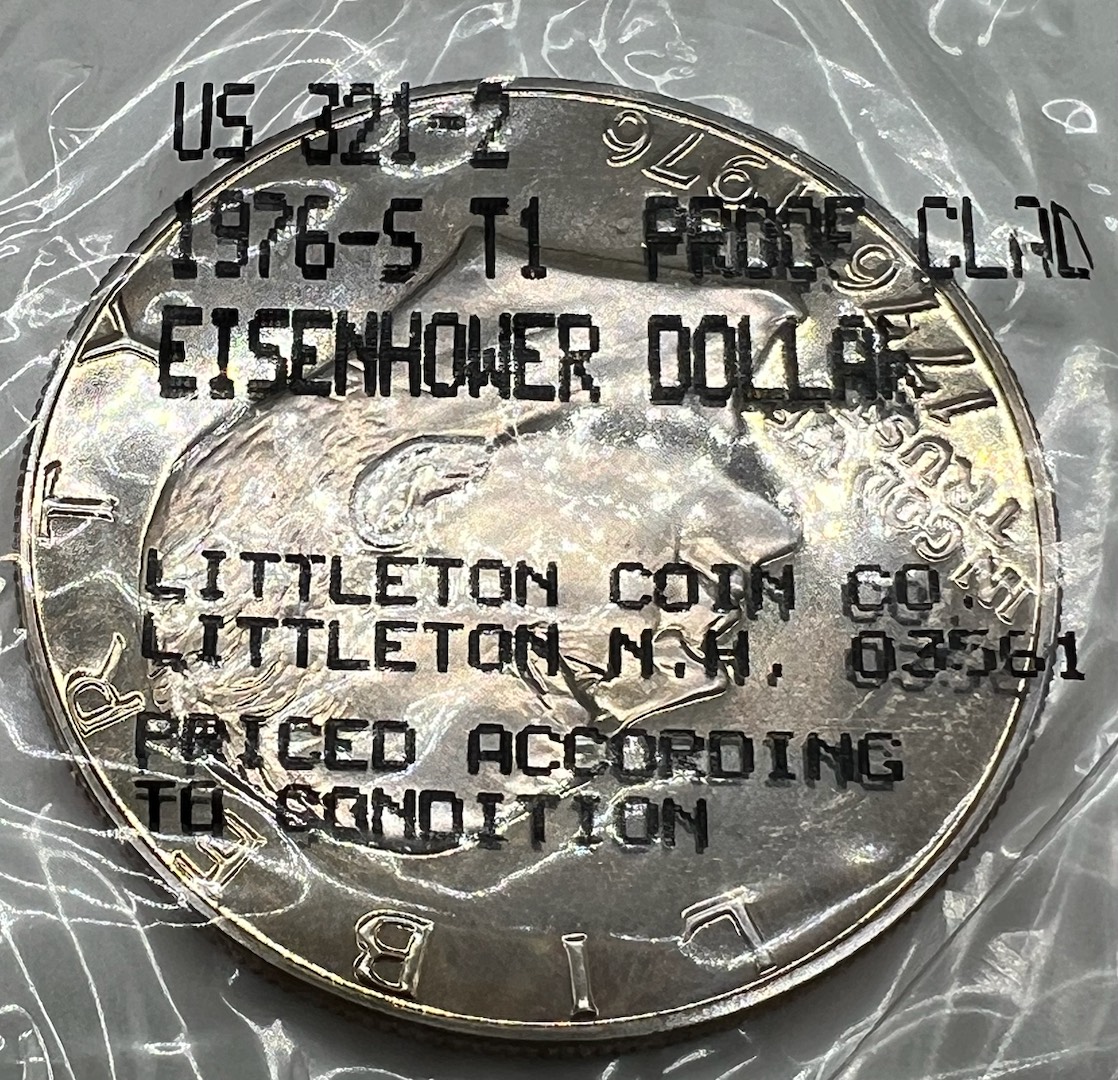 US 321-2
1976-S T1 PROOF CLAD
EISENHOWER DOLLAR
LITTLETON COIN CO.
LITTLETON N.H. 03561
PRICED ACCORDING
TO CONDITION
LIBERTY
IN GOD WE TRUST
1776·1976